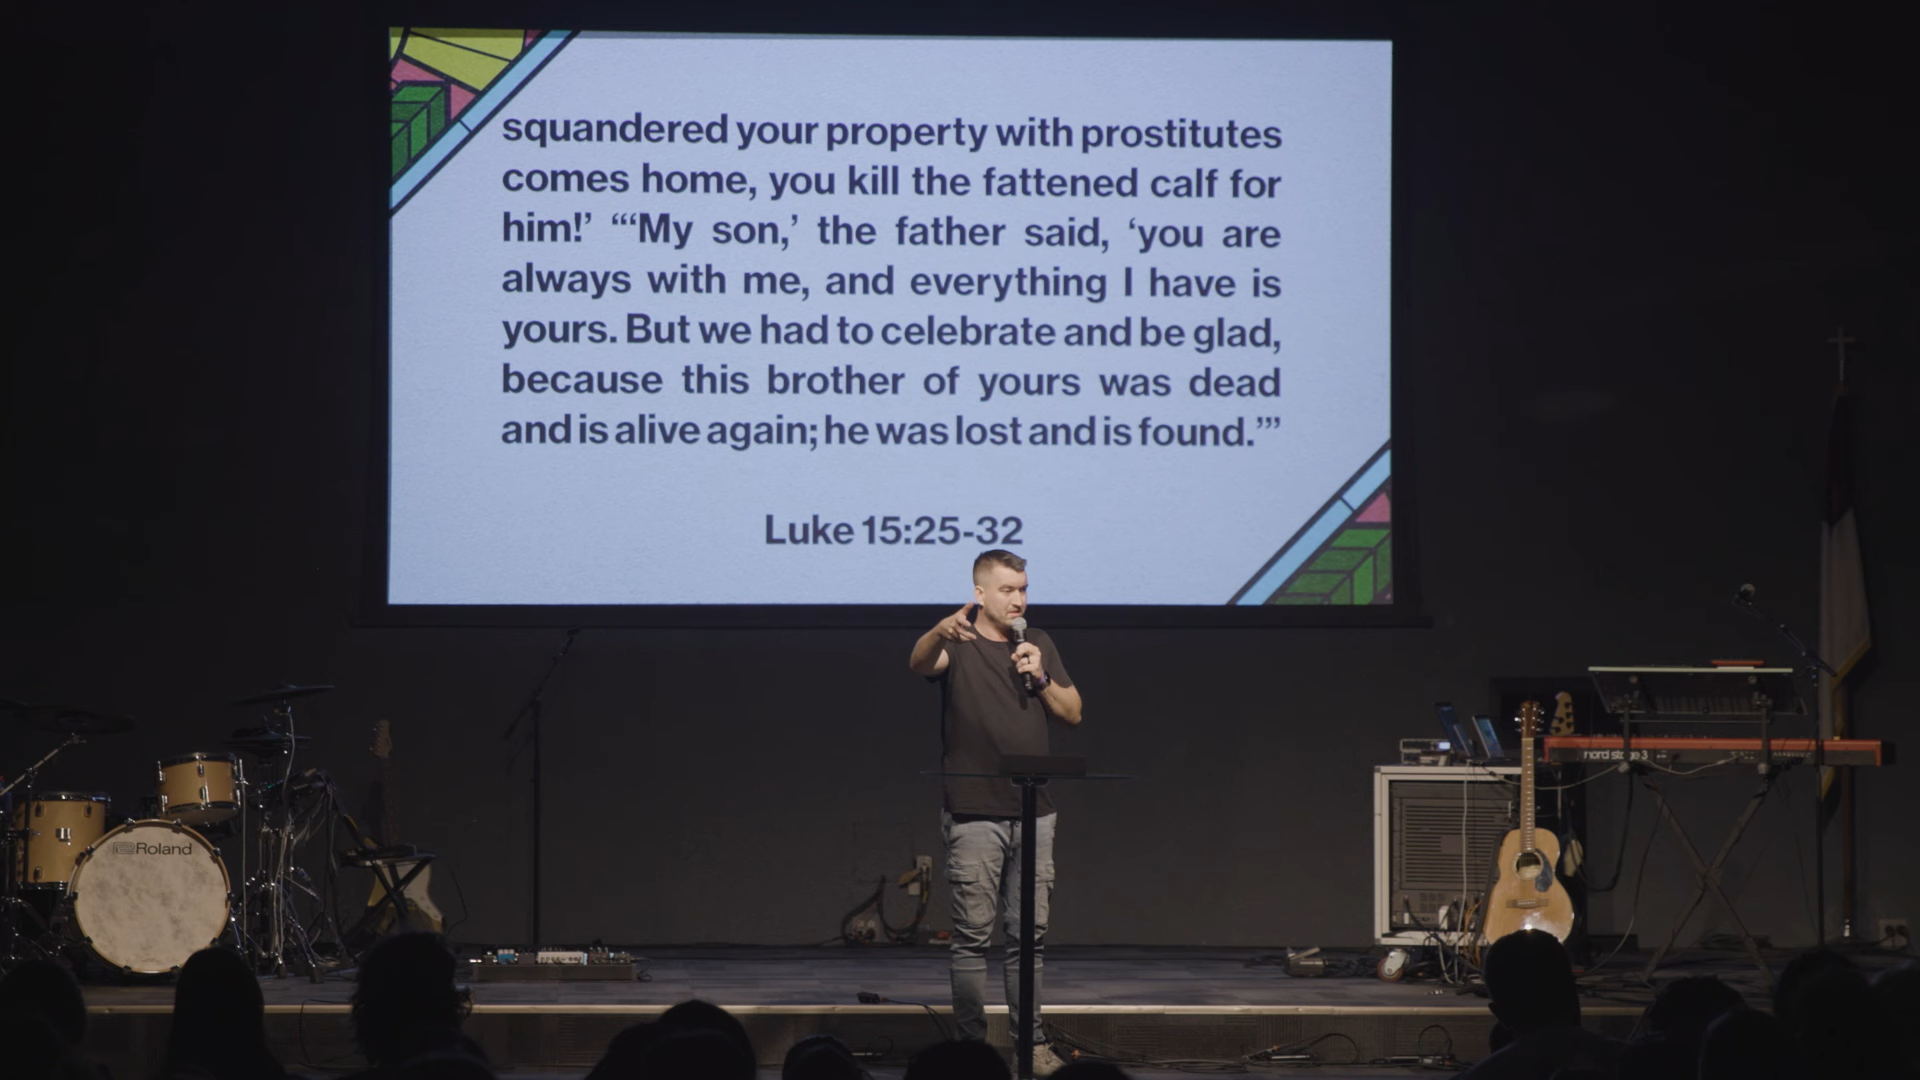 squandered your property with prostitutes
comes home, you kill the fattened calf for
him!’ “‘My son,’ the father said, ‘you are
always with me, and everything I have is
yours. But we had to celebrate and be glad,
because this brother of yours was dead
and is alive again; he was lost and is found.’”
Luke 15:25-32
nord stage 3
Roland